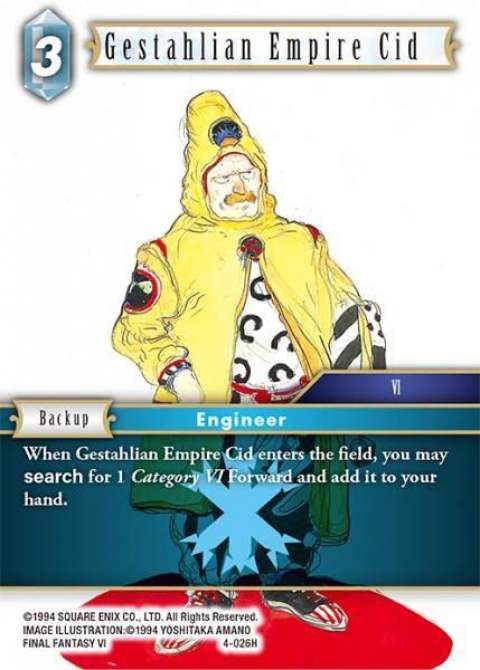 3
Gestahlian Empire Cid
VI
Backup
Engineer
When Gestahlian Empire Cid enters the field, you may
search for 1 Category VI Forward and add it to your
hand.
©1994 SQUARE ENIX CO., LTD. All Rights Reserved.
IMAGE ILLUSTRATION:©1994 YOSHITAKA AMANO
FINAL FANTASY VI 4-026H